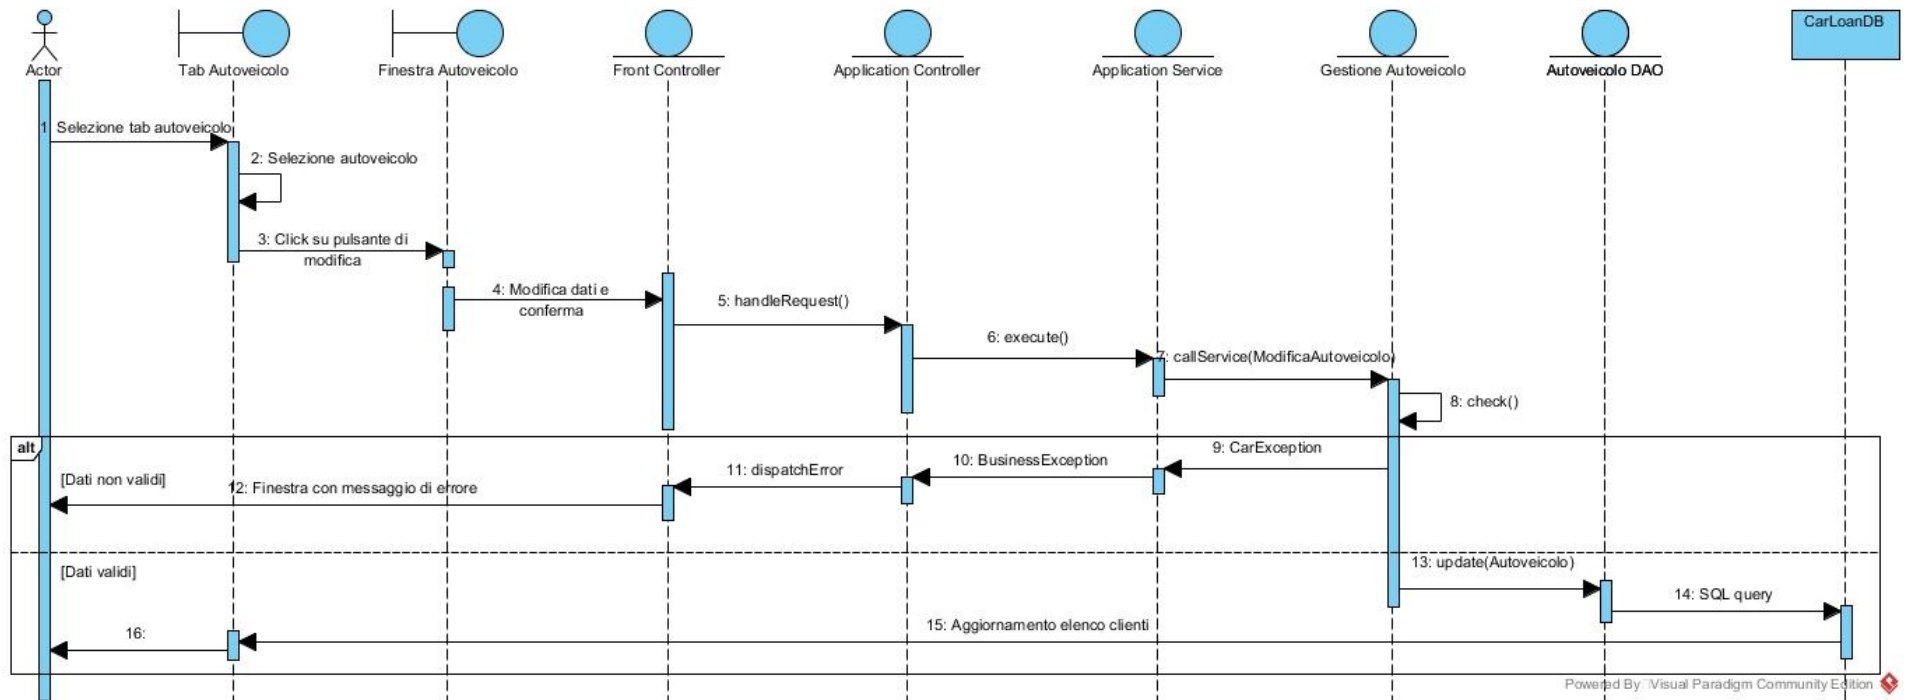 CarLoanDB
Actor
Tab Autoveicolo
Finestra Autoveicolo
Front Controller
Application Controller
Application Service
Gestione Autoveicolo
Autoveicolo DAO
1 Selezione tab autoveicolo
2: Selezione autoveicolo
3: Click su pulsante di
modifica
4: Modifica dati e
conferma
5: handleRequest()
6: execute()
7: callService(ModificaAutoveicolo)
8: check()
alt
[Dati non validi]
9: CarException
10: BusinessException
11: dispatchError
12: Finestra con messaggio di errore
[Dati validi]
13: update(Autoveicolo)
14: SQL query
15: Aggiornamento elenco clienti
16:
Powered By Visual Paradigm Community Edition